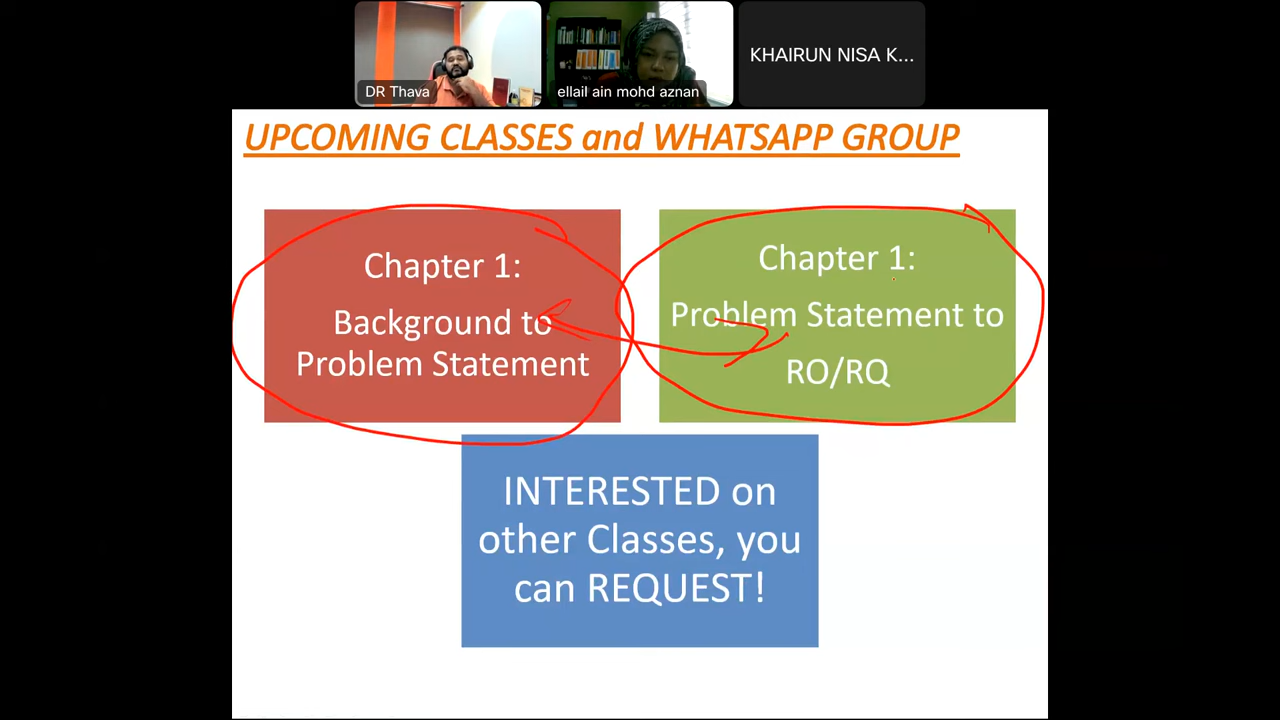 DR Thava
ellail ain mohd aznan
KHAIRUN NISA K...
UPCOMING CLASSES and WHATSAPP GROUP
Chapter 1:
Background to
Problem Statement
Chapter 1:
Problem Statement to
RO/RQ
INTERESTED on
other Classes, you
can REQUEST!